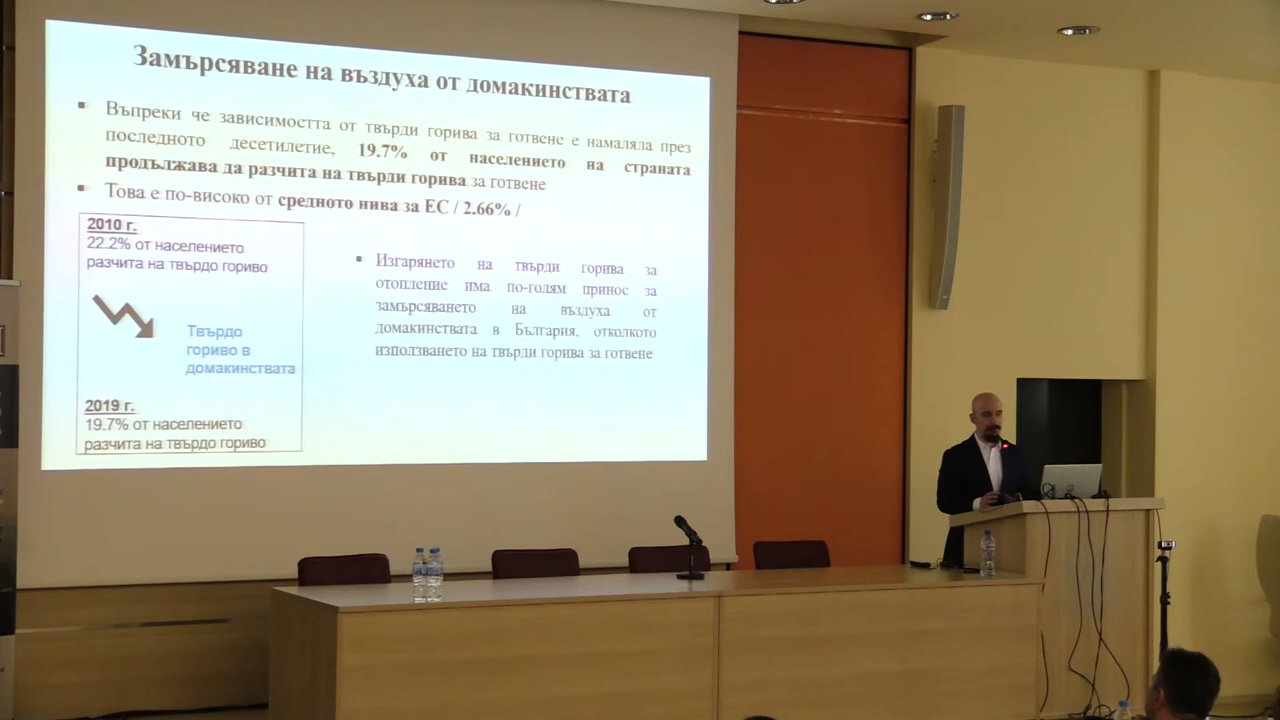 Замърсяване на въздуха от домакинствата
▪ Въпреки че зависимостта от твърди горива за готвене е намаляла през
последното десетилетие, 19.7% от населението на страната
продължава да разчита на твърди горива за готвене
▪ Това е по-високо от средното нива за ЕС / 2.66% /
2010 г.
22.2% от населението
разчита на твърдо гориво
Твърдо
гориво в
домакинствата
2019 г.
19.7% от населението
разчита на твърдо гориво
▪ Изгарянето на твърди горива за
отопление има по-голям принос за
замърсяването на въздуха от
домакинствата в България, отколкото
използването на твърди горива за готвене